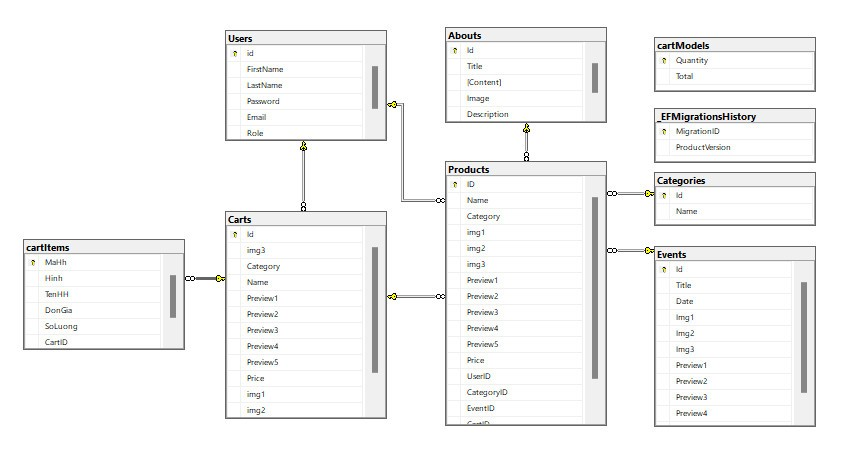 Users
id
FirstName
LastName
Password
Email
Role
Abouts
Id
Title
[Content]
Image
Description
cartModels
Quantity
Total
_EFMigrationsHistory
MigrationID
ProductVersion
Categories
Id
Name
Products
ID
Name
Category
img1
img2
img3
Preview1
Preview2
Preview3
Preview4
Preview5
Price
UserID
CategoryID
EventID
CartID
Carts
Id
img3
Category
Name
Preview1
Preview2
Preview3
Preview4
Preview5
Price
img1
img2
cartItems
MaHh
Hinh
TenHH
DonGia
SoLuong
CartID
Events
Id
Title
Date
Img1
Img2
Img3
Preview1
Preview2
Preview3
Preview4